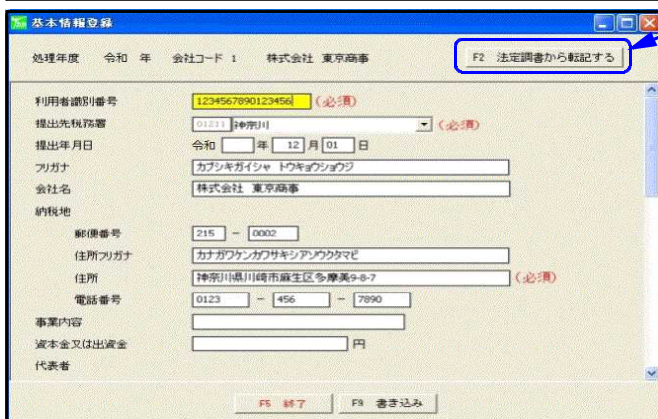 基本情報登録
処理年度 令和 年 会社コード 1 株式会社 東京商事 F2 法定調書から転記する
利用者識別番号 1234567890123456 (必須)
提出先税務署 01211 神奈川 (必須)
提出年月日 令和 年 12 月 01 日
フリガナ カブシキガイシャ トウキョウショウジ
会社名 株式会社 東京商事
納税地
郵便番号 215 - 0002
住所フリガナ カナガワケンカワサキシアソウクタマビ
住所 神奈川県川崎市麻生区多摩美9-8-7 (必須)
電話番号 0123 - 456 - 7890
事業内容
資本金又は出資金 円
代表者
F5 終了 F9 書き込み